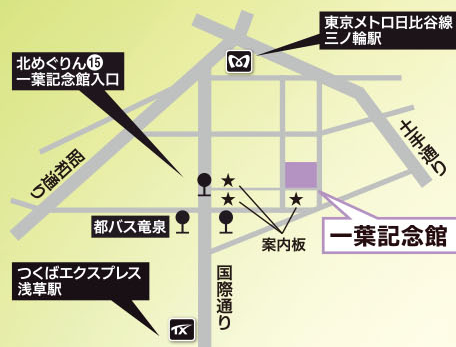 東京メトロ日比谷線
三ノ輪駅
北めぐりん⑮
一葉記念館入口
昭和通り
土手通り
都バス竜泉
案内板
一葉記念館
つくばエクスプレス
浅草駅
国際通り
TX